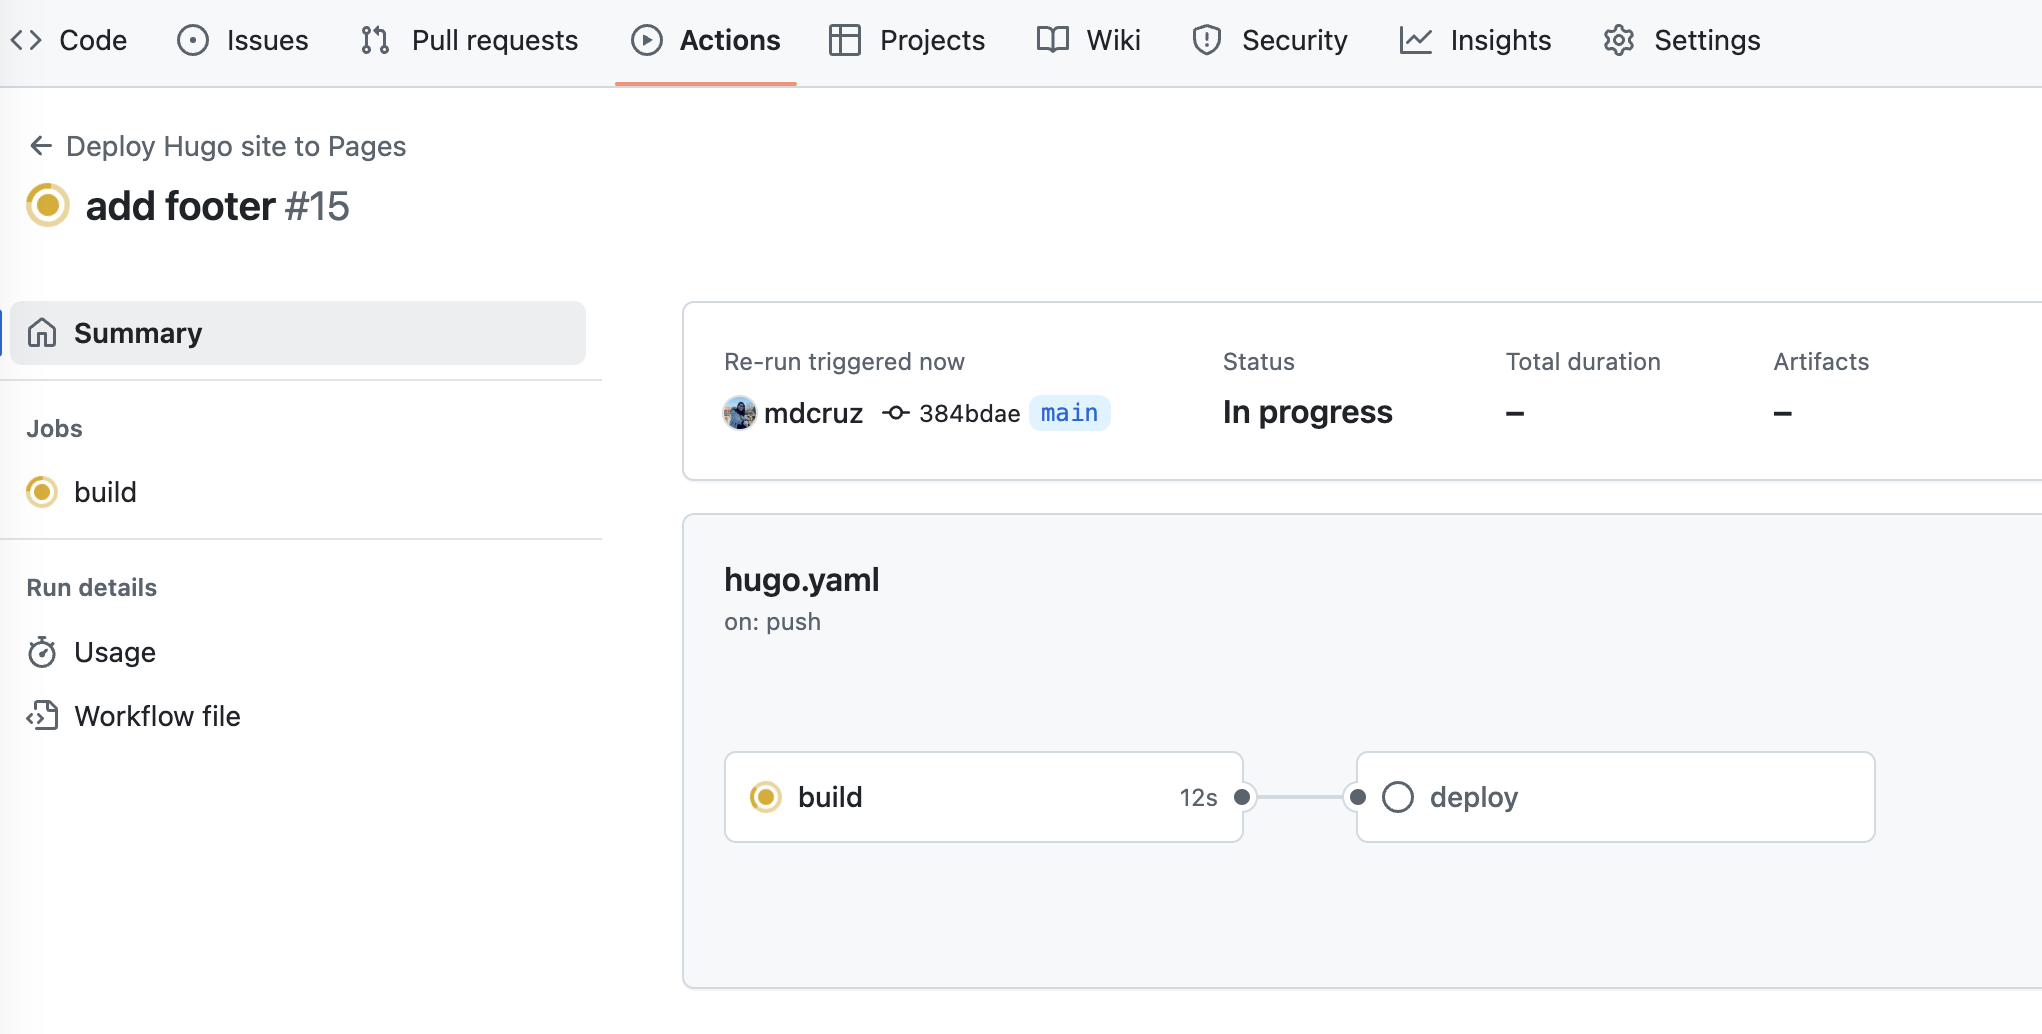 Code Issues Pull requests Actions Projects Wiki Security Insights Settings
← Deploy Hugo site to Pages
add footer #15
Summary
Jobs
build
Run details
Usage
Workflow file
Re-run triggered now
mdcruz 384bdae main
Status
In progress
Total duration
–
Artifacts
–
hugo.yaml
on: push
build 12s
deploy